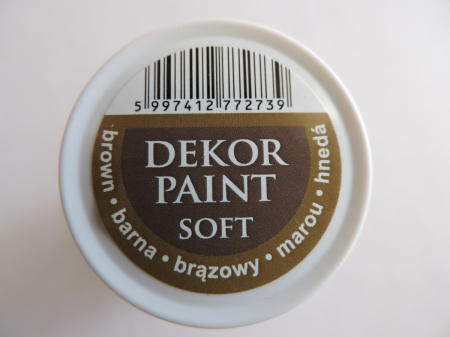 5 997412 772739
DEKOR
PAINT
SOFT
brown • barna • brązowy • marou • hnedá